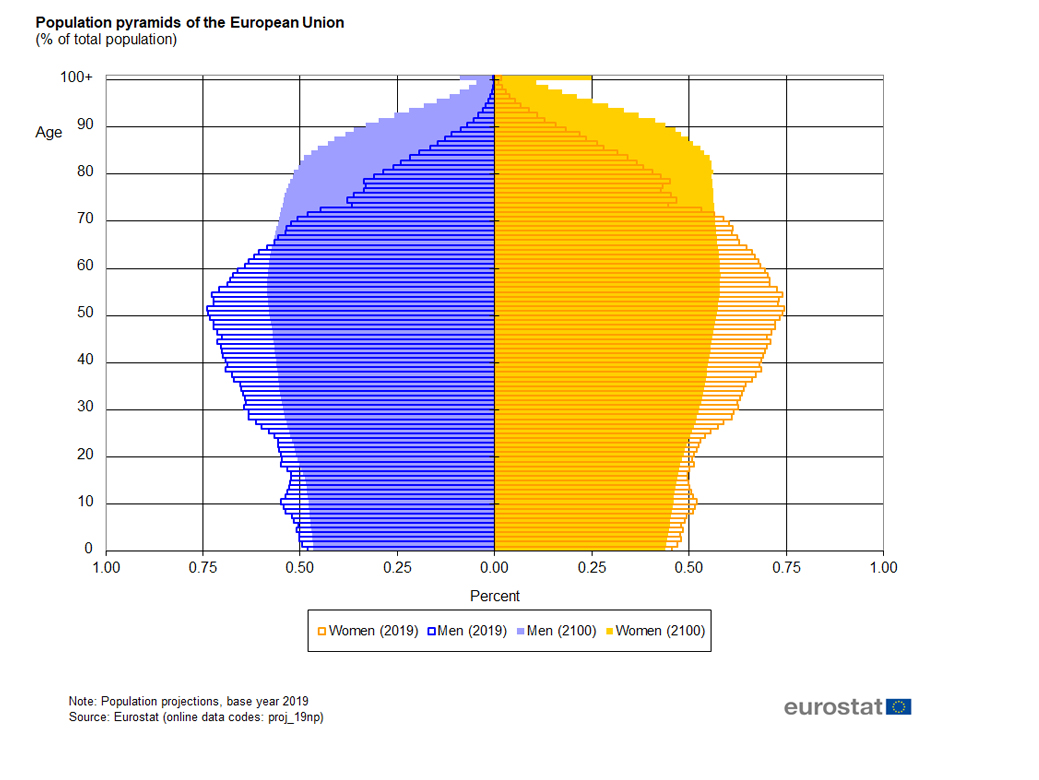 Population pyramids of the European Union
(% of total population)
100+
90
Age
80
70
60
50
40
30
20
10
0
1.00 0.75 0.50 0.25 0.00 0.25 0.50 0.75 1.00
Percent
Women (2019) Men (2019) Men (2100) Women (2100)
Note: Population projections, base year 2019
Source: Eurostat (online data codes: proj_19np)
eurostat